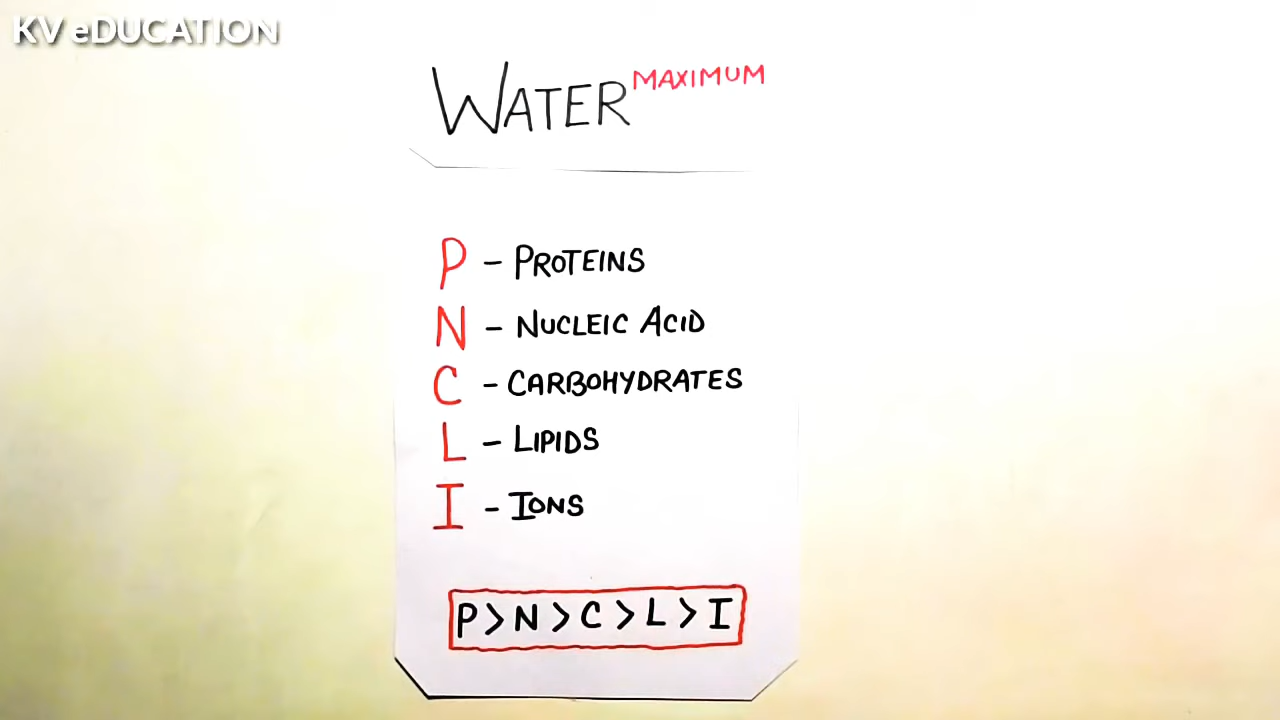 KV eDUCATION
WATER MAXIMUM
P - PROTEINS
N - NUCLEIC ACID
C - CARBOHYDRATES
L - LIPIDS
I - IONS
P > N > C > L > I